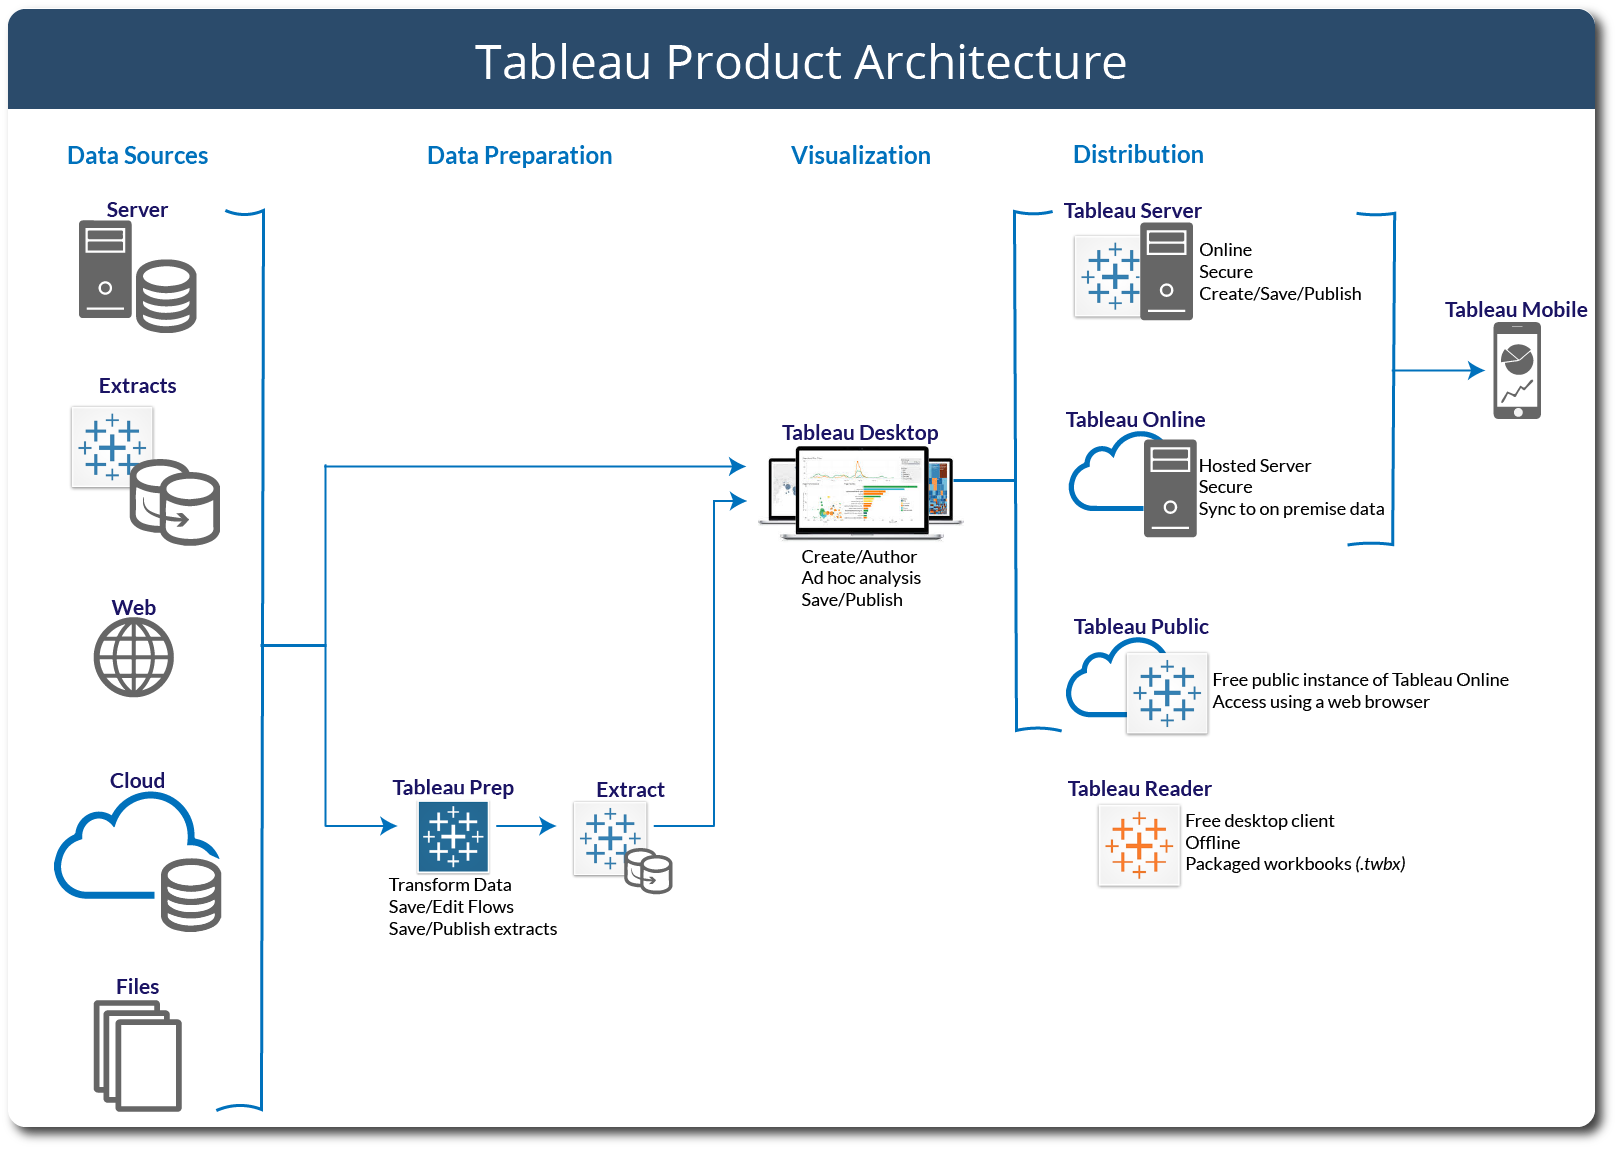 Tableau Product Architecture
Data Sources
Data Preparation
Visualization
Distribution
Server
Extracts
Web
Cloud
Files
Tableau Prep
Transform Data
Save/Edit Flows
Save/Publish extracts
Extract
Tableau Desktop
Create/Author
Ad hoc analysis
Save/Publish
Tableau Server
Online
Secure
Create/Save/Publish
Tableau Online
Hosted Server
Secure
Sync to on premise data
Tableau Public
Free public instance of Tableau Online
Access using a web browser
Tableau Reader
Free desktop client
Offline
Packaged workbooks (.twbx)
Tableau Mobile